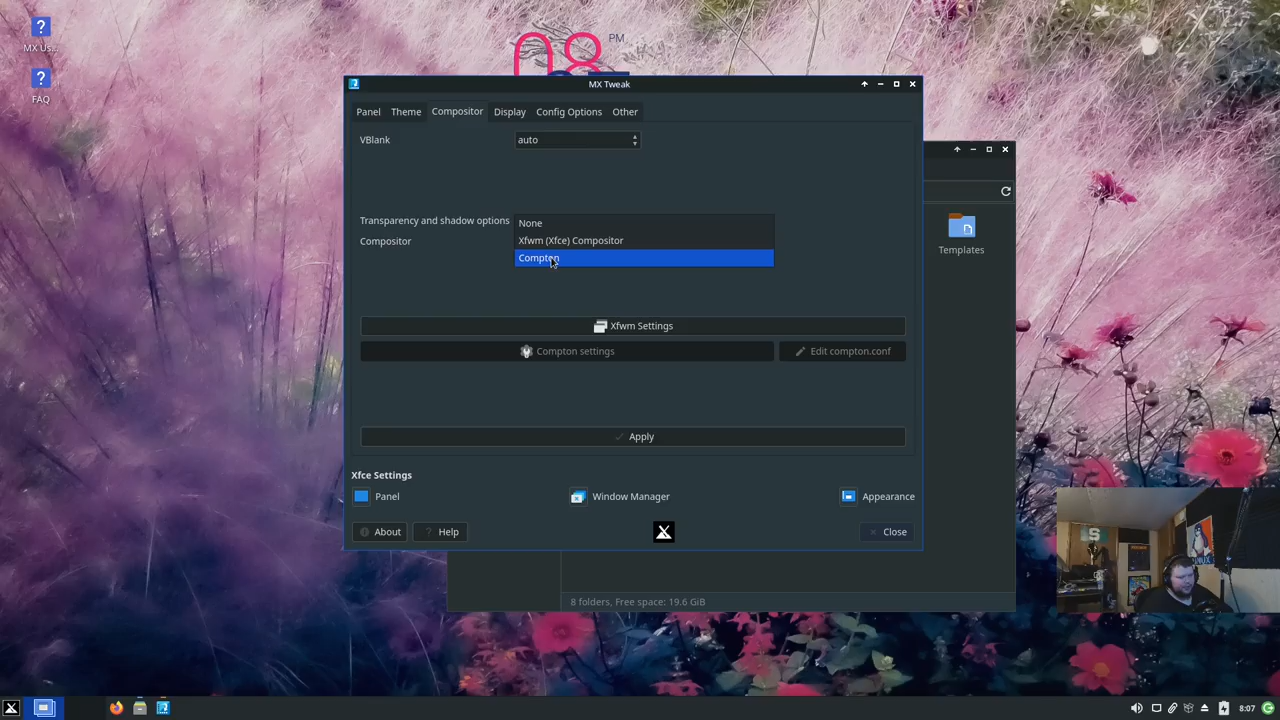 MX Us...
FAQ
08
PM
MX Tweak
Panel Theme Compositor Display Config Options Other
VBlank auto
Transparency and shadow options
None
Compositor
Xfwm (Xfce) Compositor
Compton
Xfwm Settings
Compton settings Edit compton.conf
Apply
Xfce Settings
Panel Window Manager Appearance
About Help Close
Templates
8 folders, Free space: 19.6 GiB
8:07